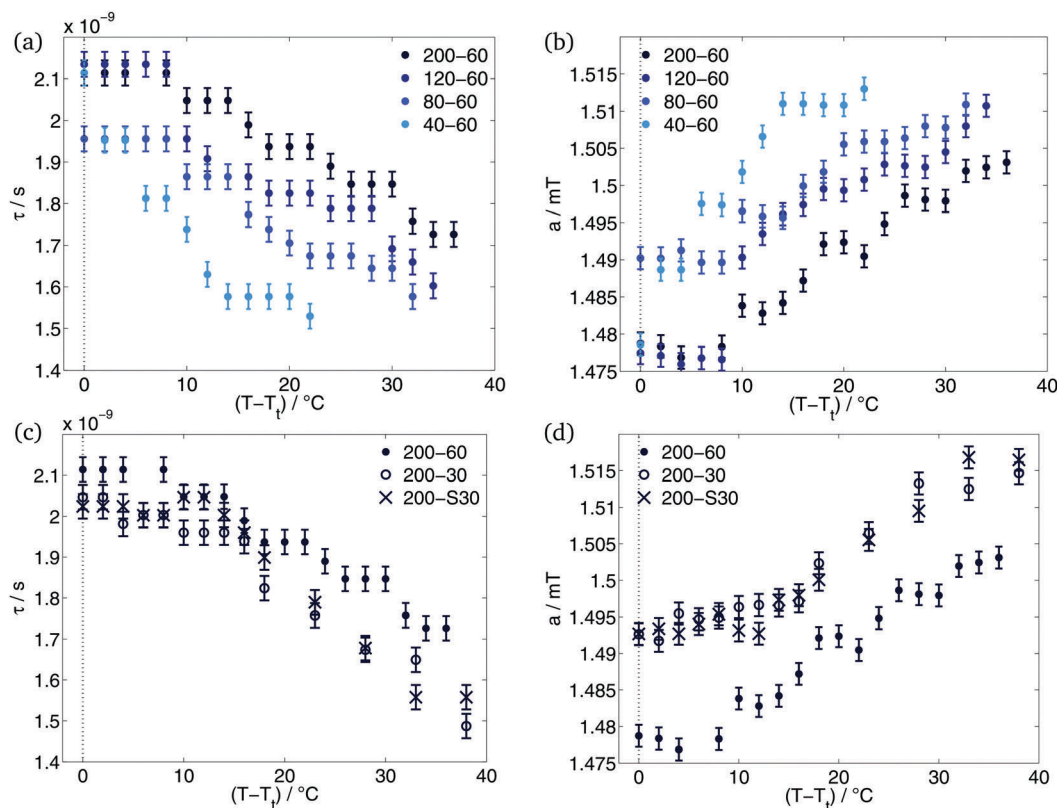 x 10⁻⁹
(a)
200–60
120–60
80–60
40–60
2.1
2
1.9
1.8
1.7
1.6
1.5
1.4
τ / s
0 10 20 30 40
(T–Tₜ) / °C
(b)
200–60
120–60
80–60
40–60
1.515
1.51
1.505
1.5
1.495
1.49
1.485
1.48
1.475
a / mT
0 10 20 30 40
(T–Tₜ) / °C
x 10⁻⁹
(c)
200–60
200–30
200–S30
2.1
2
1.9
1.8
1.7
1.6
1.5
1.4
τ / s
0 10 20 30 40
(T–Tₜ) / °C
(d)
200–60
200–30
200–S30
1.515
1.51
1.505
1.5
1.495
1.49
1.485
1.48
1.475
a / mT
0 10 20 30 40
(T–Tₜ) / °C